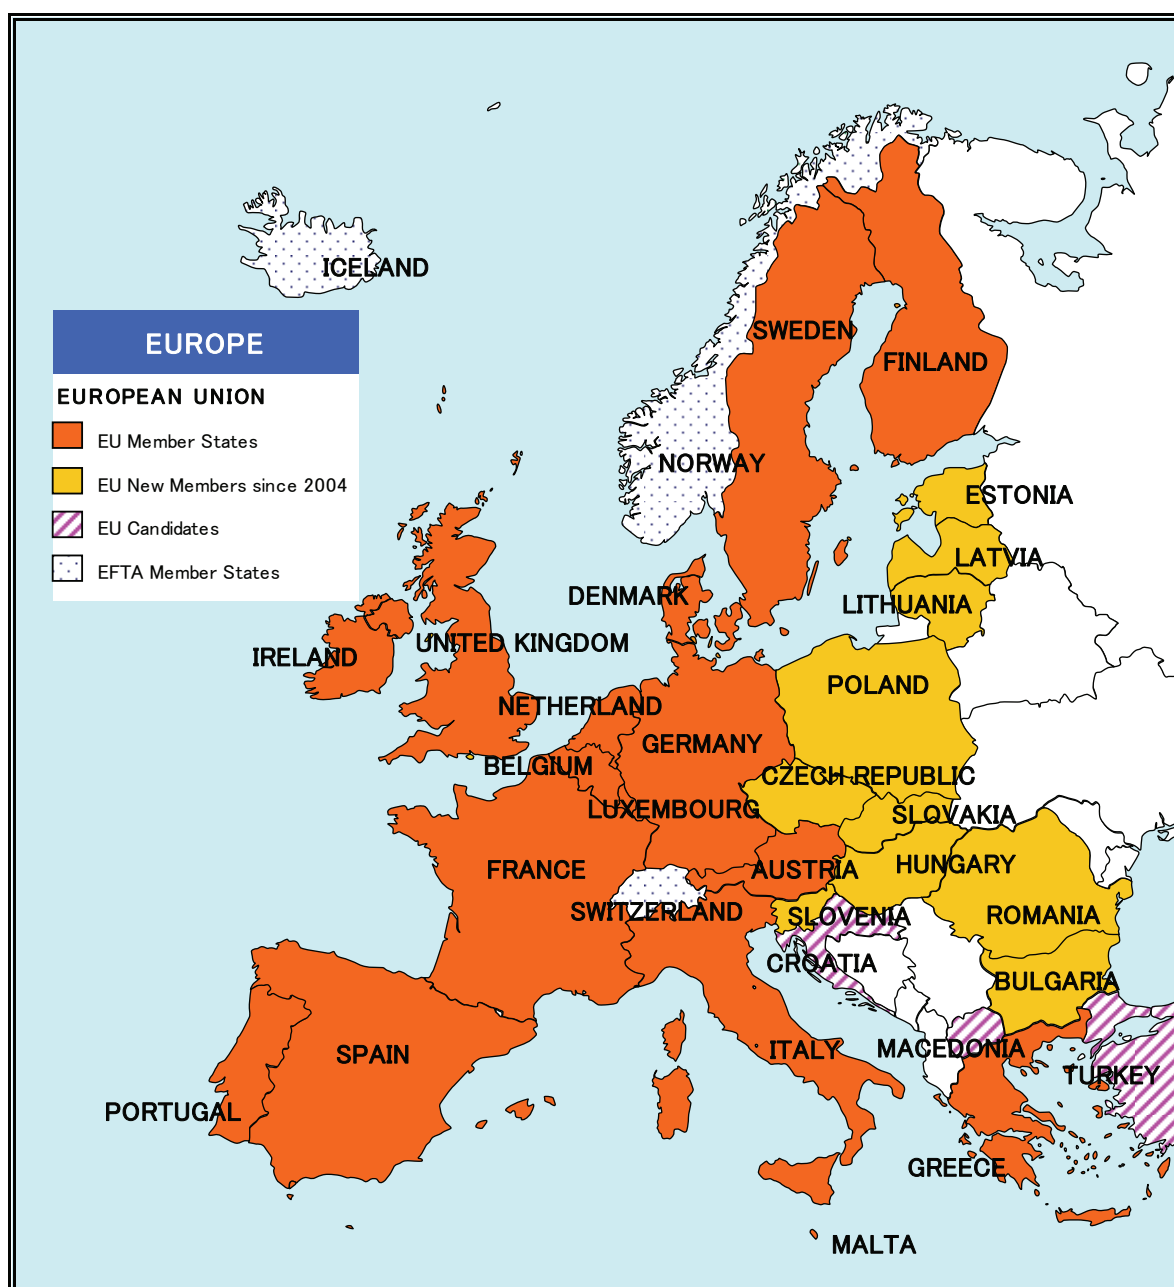 ICELAND
EUROPE
EUROPEAN UNION
EU Member States
EU New Members since 2004
EU Candidates
EFTA Member States
SWEDEN
FINLAND
NORWAY
ESTONIA
LATVIA
DENMARK
LITHUANIA
UNITED KINGDOM
IRELAND
POLAND
NETHERLAND
GERMANY
BELGIUM
CZECH REPUBLIC
LUXEMBOURG
SLOVAKIA
FRANCE
AUSTRIA
HUNGARY
SWITZERLAND
SLOVENIA
ROMANIA
CROATIA
BULGARIA
SPAIN
ITALY
MACEDONIA
TURKEY
PORTUGAL
GREECE
MALTA